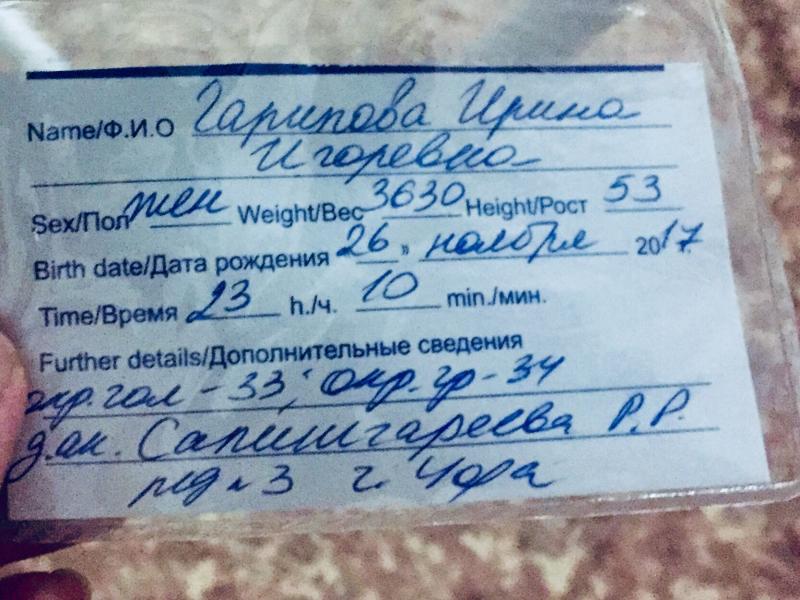 Name/Ф.И.О Гарипова Ирина
Игоревна
Sex/Пол жен Weight/Вес 3630 Height/Рост 53
Birth date/Дата рождения 26 » ноября 2017.
Time/Время 23 h./ч. 10 min./мин.
Further details/Дополнительные сведения
окр.гол - 33; окр.гр - 34
д.ак. Сапишгареева Р.Р.
рд N 3 г. Уфа